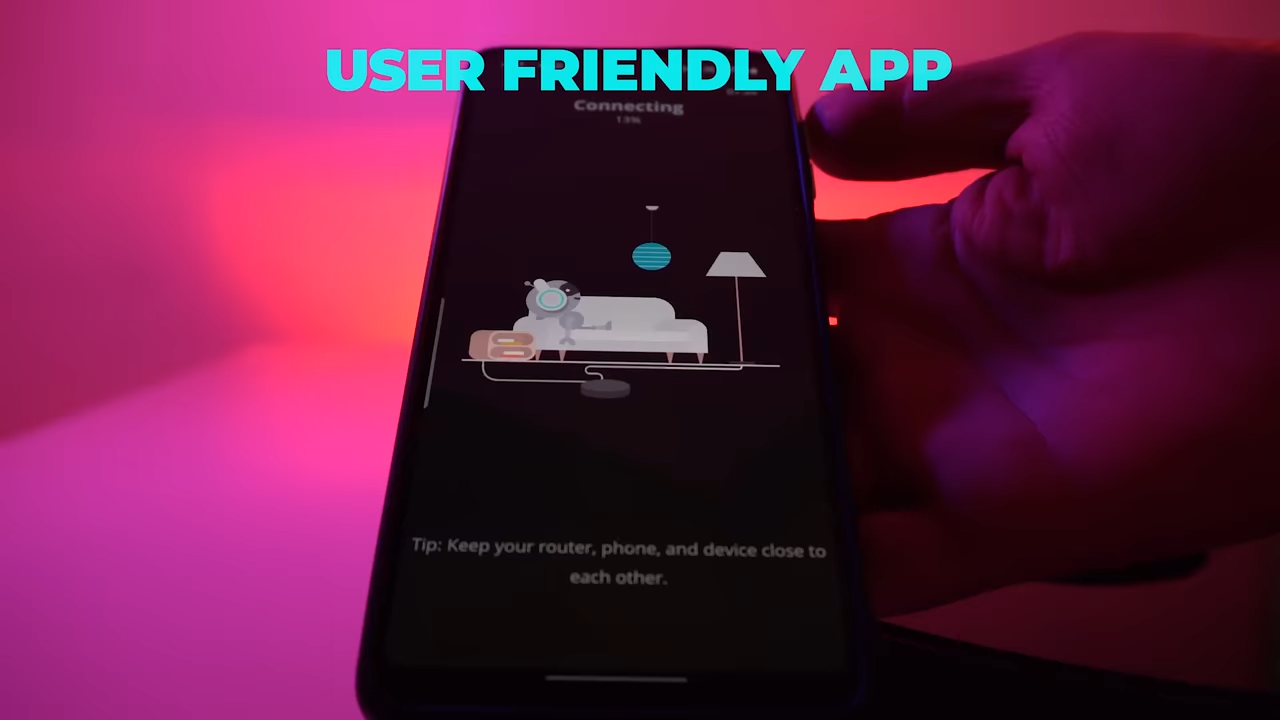 USER FRIENDLY APP
Connecting
Tip: Keep your router, phone, and device close to
each other.